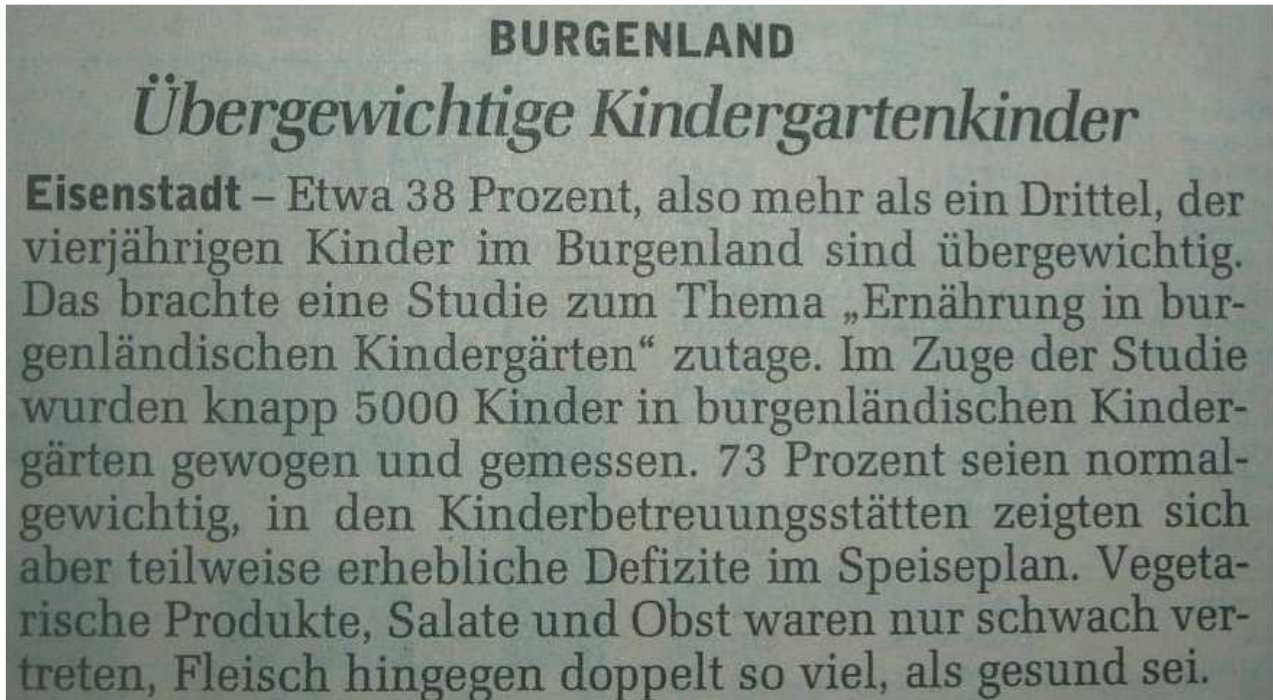 BURGENLAND
Übergewichtige Kindergartenkinder
Eisenstadt – Etwa 38 Prozent, also mehr als ein Drittel, der
vierjährigen Kinder im Burgenland sind übergewichtig.
Das brachte eine Studie zum Thema „Ernährung in bur-
genländischen Kindergärten“ zutage. Im Zuge der Studie
wurden knapp 5000 Kinder in burgenländischen Kinder-
gärten gewogen und gemessen. 73 Prozent seien normal-
gewichtig, in den Kinderbetreuungsstätten zeigten sich
aber teilweise erhebliche Defizite im Speiseplan. Vegeta-
rische Produkte, Salate und Obst waren nur schwach ver-
treten, Fleisch hingegen doppelt so viel, als gesund sei.